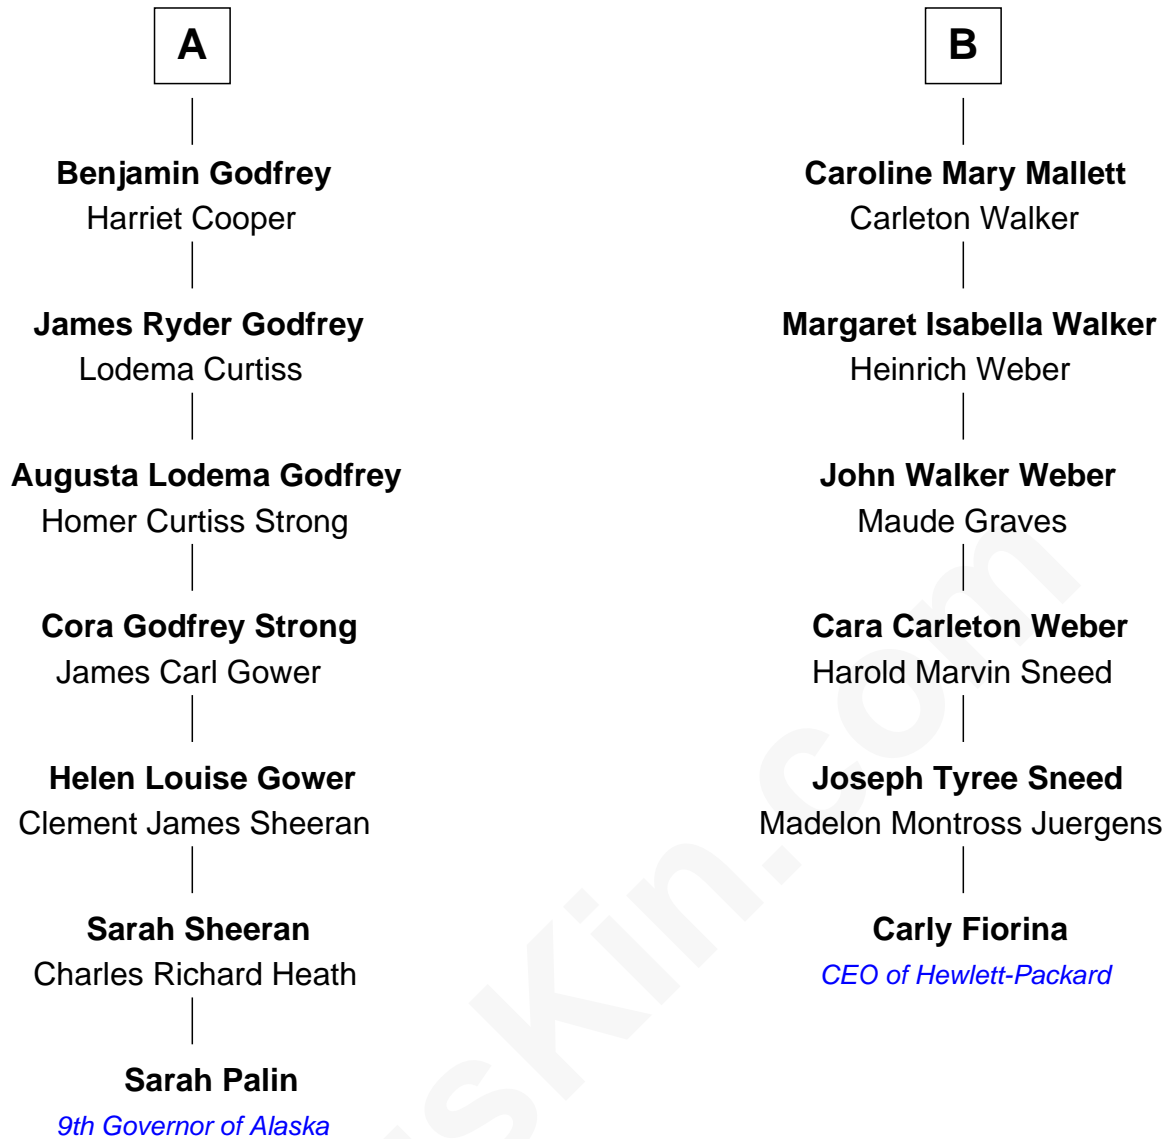 A
Benjamin Godfrey
Harriet Cooper
James Ryder Godfrey
Lodema Curtiss
Augusta Lodema Godfrey
Homer Curtiss Strong
Cora Godfrey Strong
James Carl Gower
Helen Louise Gower
Clement James Sheeran
Sarah Sheeran
Charles Richard Heath
Sarah Palin
9th Governor of Alaska
B
Caroline Mary Mallett
Carleton Walker
Margaret Isabella Walker
Heinrich Weber
John Walker Weber
Maude Graves
Cara Carleton Weber
Harold Marvin Sneed
Joseph Tyree Sneed
Madelon Montross Juergens
Carly Fiorina
CEO of Hewlett-Packard